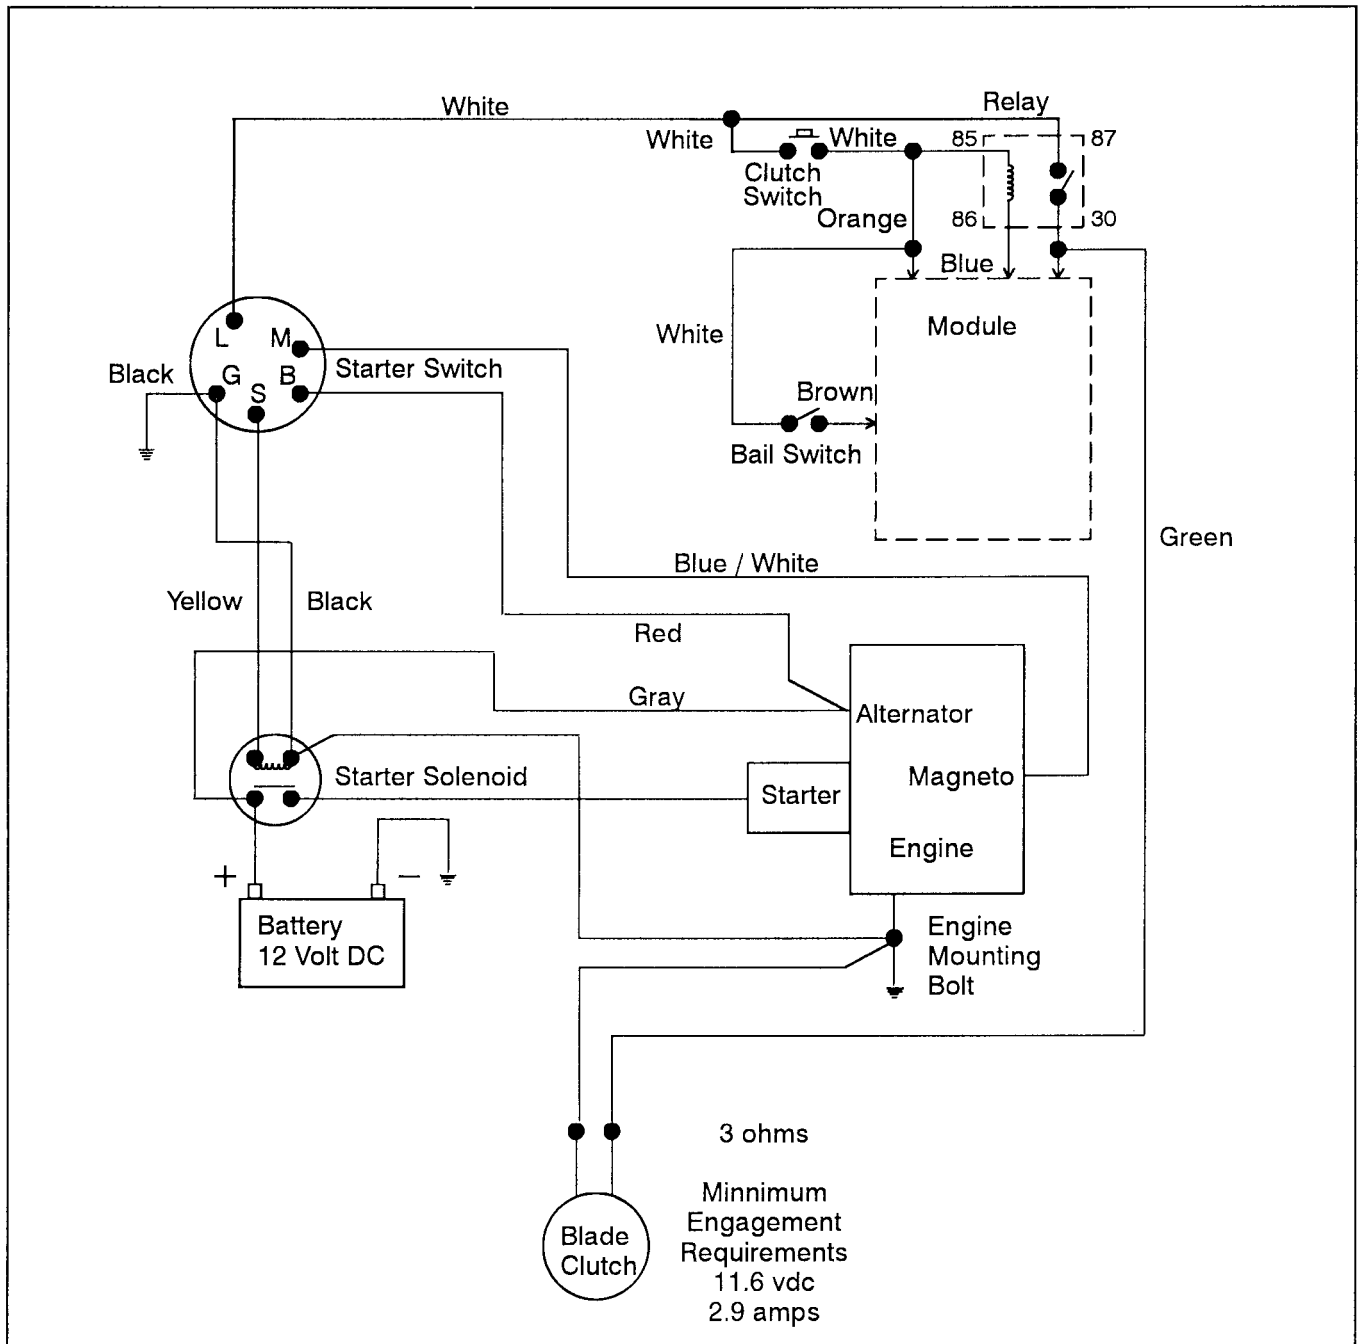 White
Relay
White
White
85
87
Clutch
Switch
Orange
86
30
Blue
L
M
Module
White
Black
G
B
Starter Switch
S
Brown
Bail Switch
Green
Blue / White
Yellow
Black
Red
Gray
Alternator
Starter Solenoid
Magneto
Starter
Engine
+
−
Battery
12 Volt DC
Engine
Mounting
Bolt
3 ohms
Minnimum
Engagement
Requirements
11.6 vdc
2.9 amps
Blade
Clutch